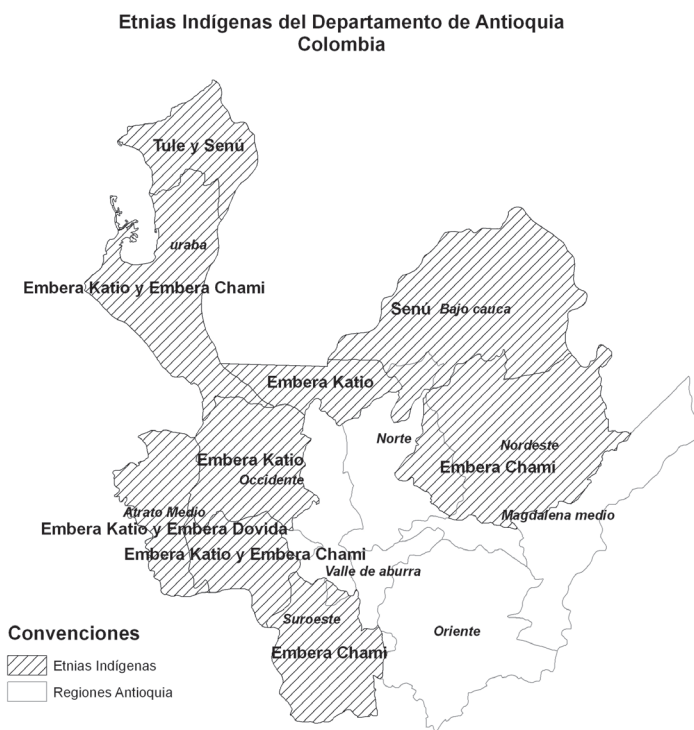 Etnias Indígenas del Departamento de Antioquia
Colombia
Tule y Senú
uraba
Embera Katio y Embera Chami
Senú
Bajo cauca
Embera Katio
Norte
Nordeste
Embera Katio
Embera Chami
Occidente
Atrato Medio
Magdalena medio
Embera Katio y Embera Dovida
Embera Katio y Embera Chami
Valle de aburra
Suroeste
Oriente
Embera Chami
Convenciones
Etnias Indígenas
Regiones Antioquia